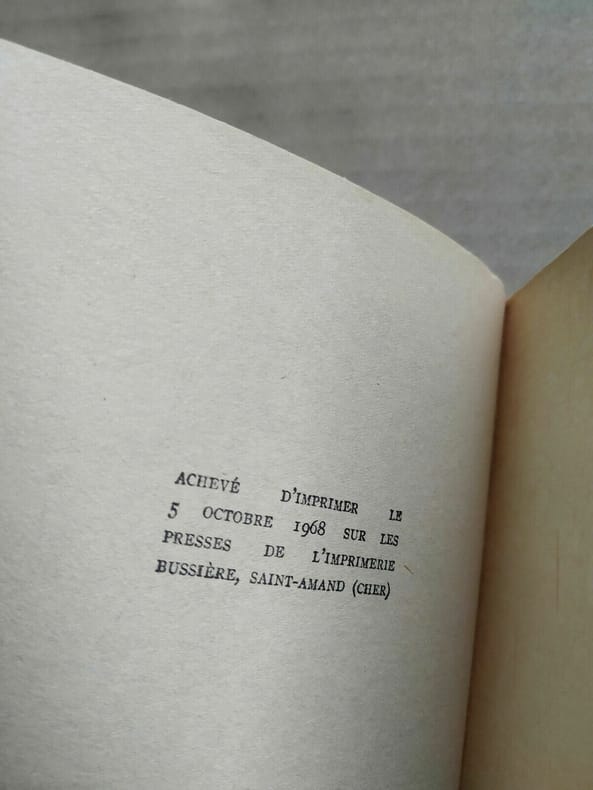 ACHEVÉ D'IMPRIMER LE
5 OCTOBRE 1968 SUR LES
PRESSES DE L'IMPRIMERIE
BUSSIÈRE, SAINT-AMAND (CHER)